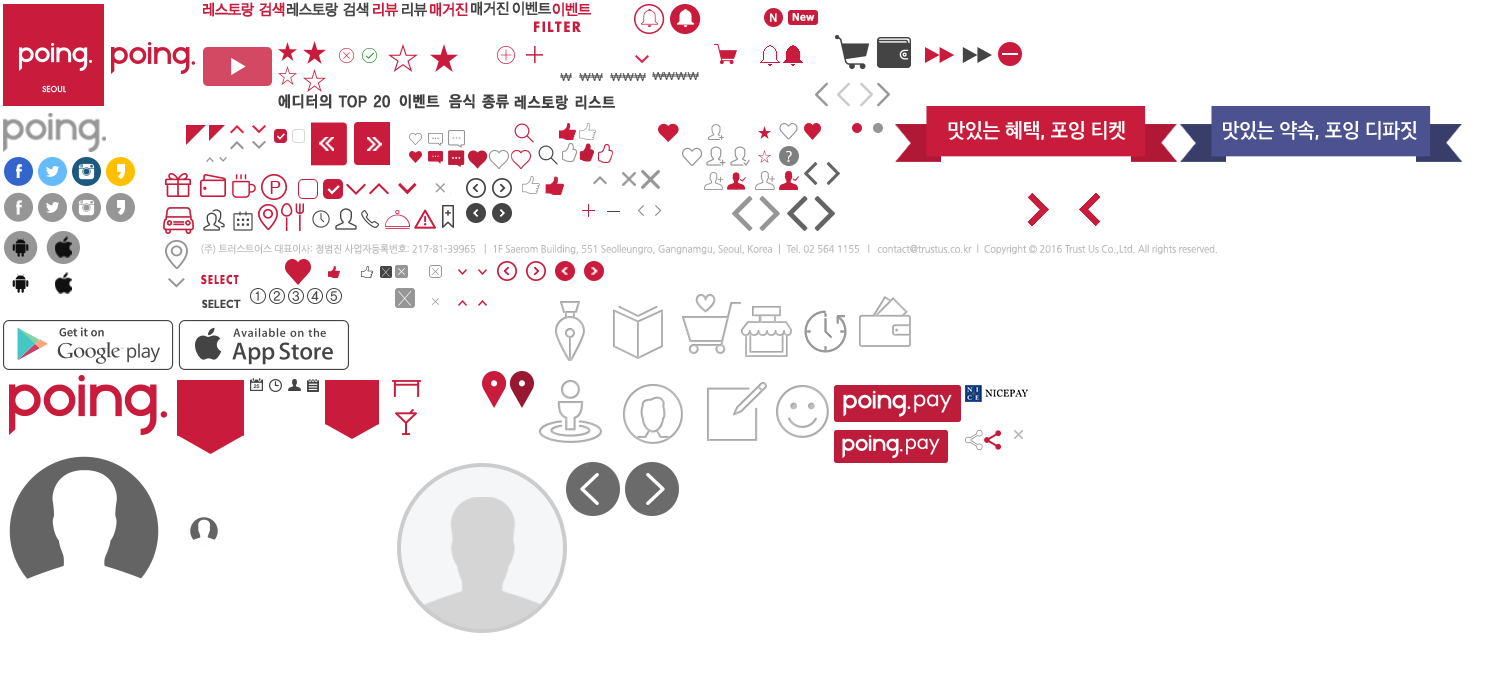 레스토랑 검색 레스토랑 검색 리뷰 리뷰 매거진 매거진 이벤트 이벤트
FILTER
N New
poing. poing.
SEOUL
₩ ₩₩ ₩₩₩ ₩₩₩₩
에디터의 TOP 20 이벤트 음식 종류 레스토랑 리스트
poing.
맛있는 혜택, 포잉 티켓 맛있는 약속, 포잉 디파짓
P
(주) 트러스트어스 대표이사: 정범진 사업자등록번호: 217-81-39965 | 1F Saerom Building, 551 Seolleungro, Gangnamgu, Seoul, Korea | Tel. 02 564 1155 | contact@trustus.co.kr | Copyright © 2016 Trust Us Co.,Ltd. All rights reserved.
SELECT
SELECT ① ② ③ ④ ⑤
Get it on
Google play
Available on the
App Store
poing.
25
poing.pay
NICE NICEPAY
poing.pay